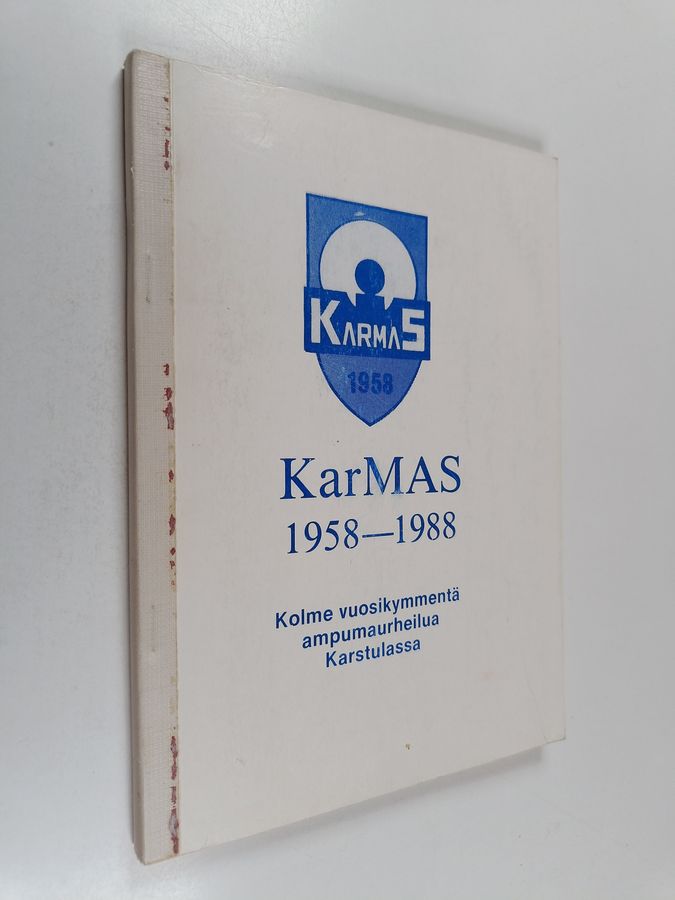 KARMAS
1958
KarMAS
1958—1988
Kolme vuosikymmentä
ampumaurheilua
Karstulassa